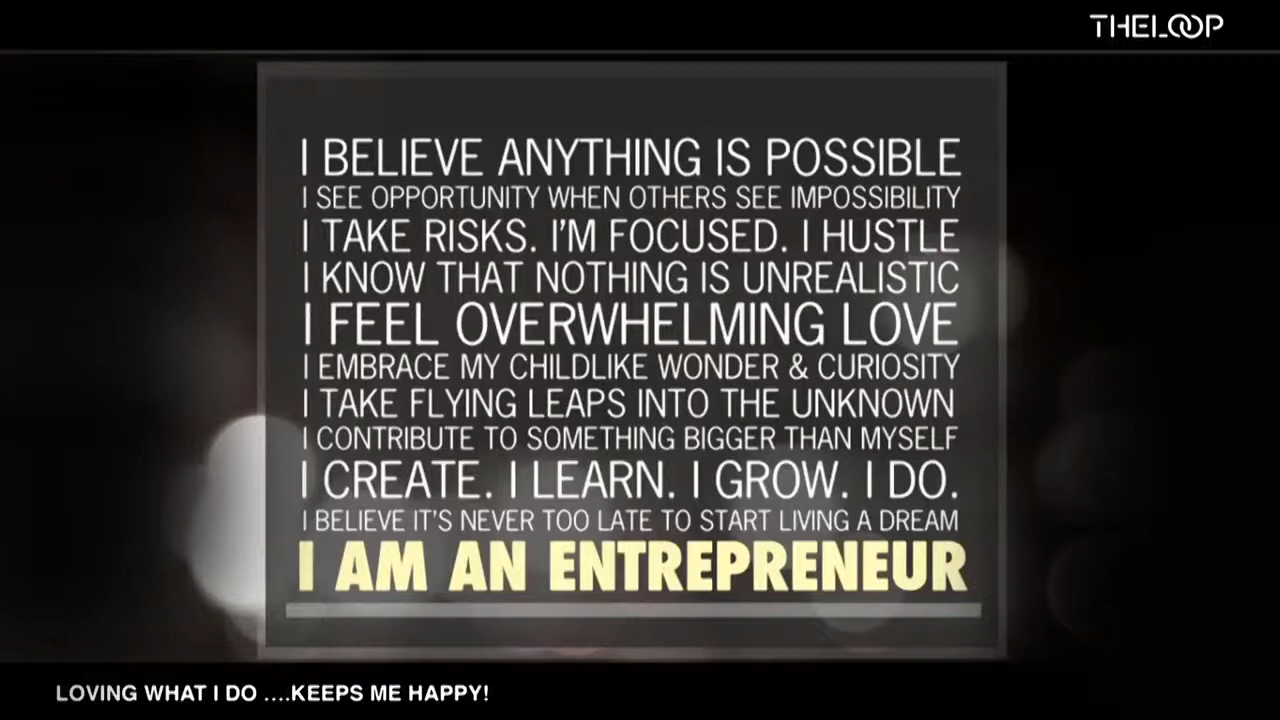 THELOOP
I BELIEVE ANYTHING IS POSSIBLE
I SEE OPPORTUNITY WHEN OTHERS SEE IMPOSSIBILITY
I TAKE RISKS. I'M FOCUSED. I HUSTLE
I KNOW THAT NOTHING IS UNREALISTIC
I FEEL OVERWHELMING LOVE
I EMBRACE MY CHILDLIKE WONDER & CURIOSITY
I TAKE FLYING LEAPS INTO THE UNKNOWN
I CONTRIBUTE TO SOMETHING BIGGER THAN MYSELF
I CREATE. I LEARN. I GROW. I DO.
I BELIEVE IT'S NEVER TOO LATE TO START LIVING A DREAM
I AM AN ENTREPRENEUR
LOVING WHAT I DO ....KEEPS ME HAPPY!